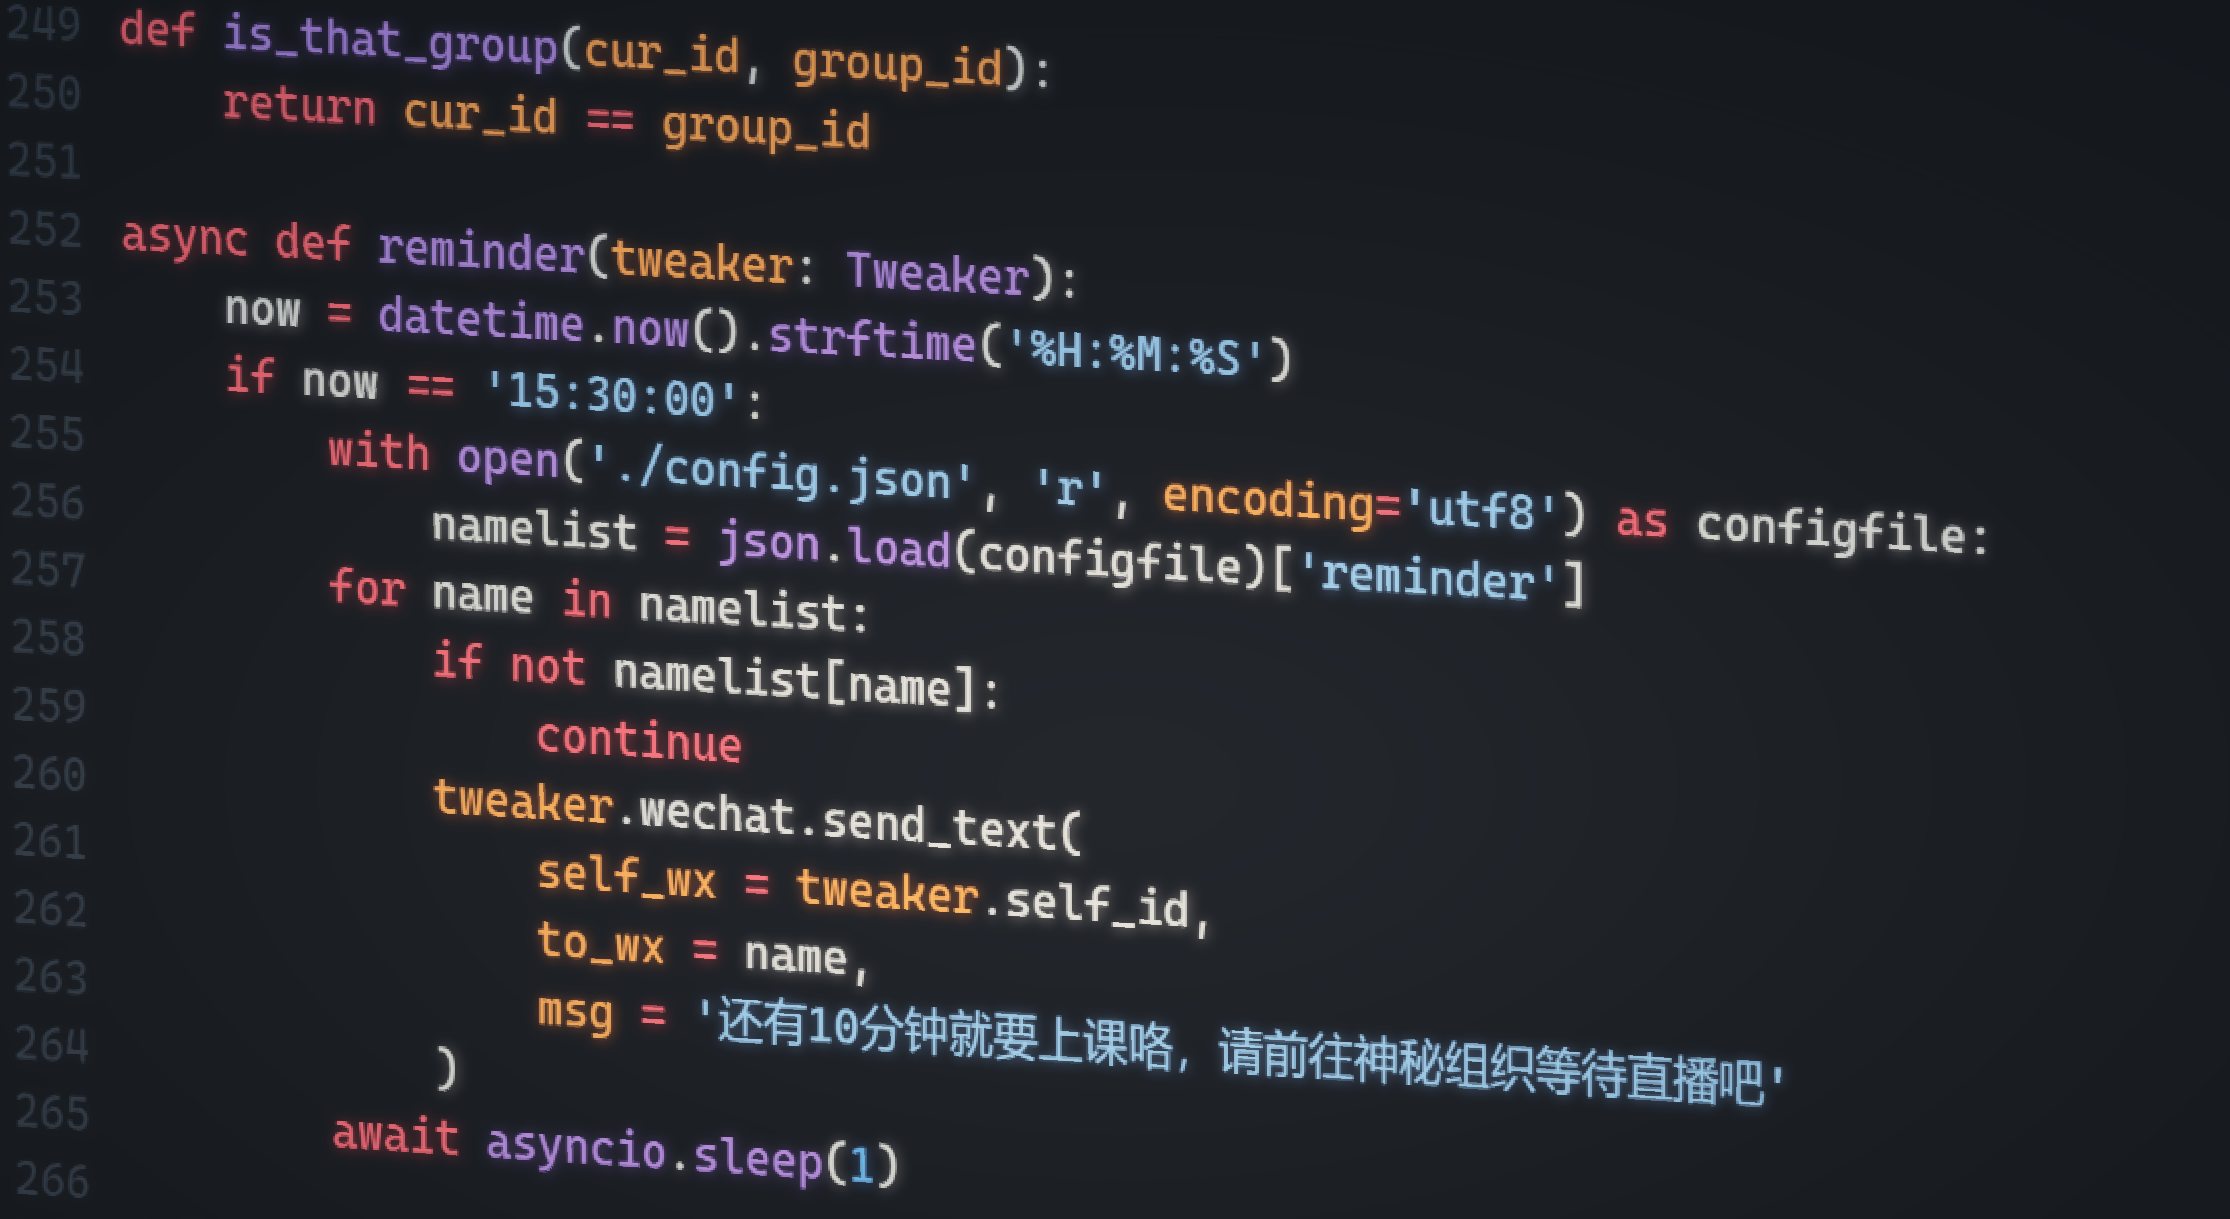 249 def is_that_group(cur_id, group_id):
250     return cur_id == group_id
251
252 async def reminder(tweaker: Tweaker):
253     now = datetime.now().strftime('%H:%M:%S')
254     if now == '15:30:00':
255         with open('./config.json', 'r', encoding='utf8') as configfile:
256             namelist = json.load(configfile)['reminder']
257         for name in namelist:
258             if not namelist[name]:
259                 continue
260             tweaker.wechat.send_text(
261                 self_wx = tweaker.self_id,
262                 to_wx = name,
263                 msg = '还有10分钟就要上课咯，请前往神秘组织等待直播吧'
264             )
265         await asyncio.sleep(1)
266